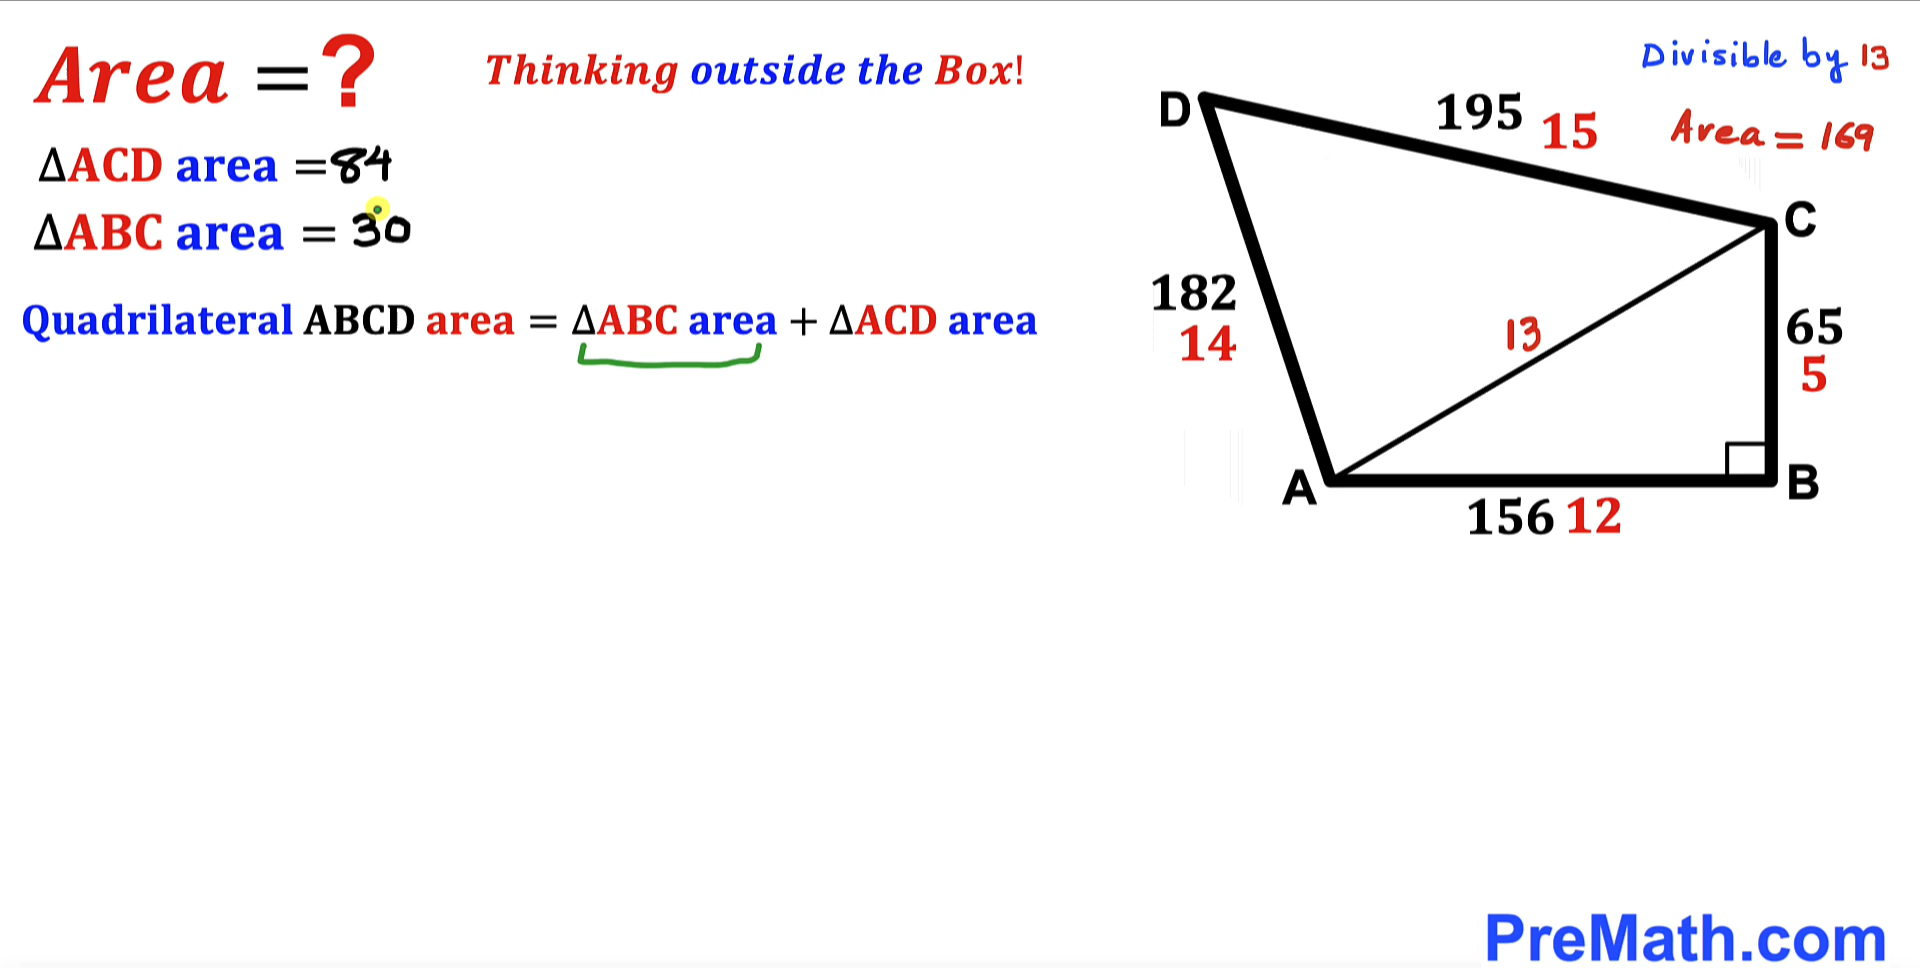 Area = ?
Thinking outside the Box!
Divisible by 13
Area = 169
ΔACD area = 84
ΔABC area = 30
Quadrilateral ABCD area = ΔABC area + ΔACD area
D
195 15
C
182
14
13
65
5
A
B
156 12
PreMath.com